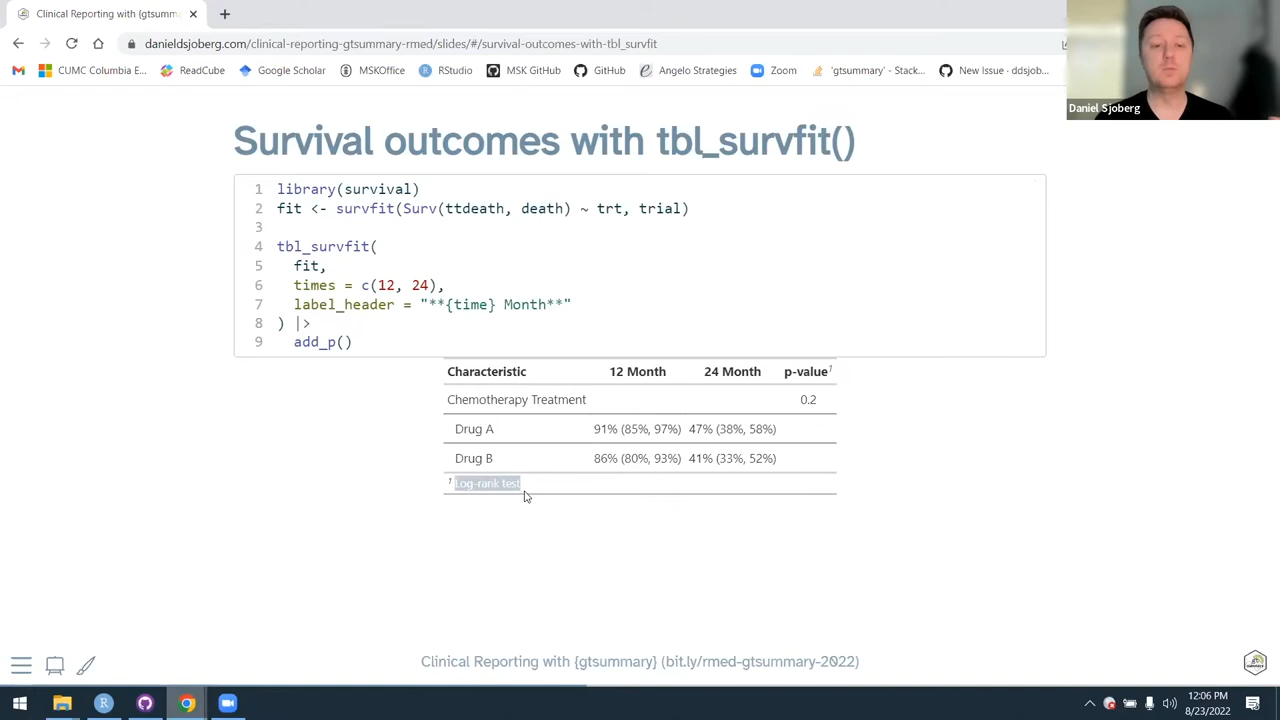 Clinical Reporting with {gtsumma
danieldsjoberg.com/clinical-reporting-gtsummary-rmed/slides/#/survival-outcomes-with-tbl_survfit
CUMC Columbia E...
ReadCube
Google Scholar
MSKOffice
RStudio
MSK GitHub
GitHub
Angelo Strategies
Zoom
'gtsummary' - Stack...
New Issue · ddsjob...
Daniel Sjoberg
Survival outcomes with tbl_survfit()
1 library(survival)
2 fit <- survfit(Surv(ttdeath, death) ~ trt, trial)
3
4 tbl_survfit(
5 fit,
6 times = c(12, 24),
7 label_header = "**{time} Month**"
8 ) |>
9 add_p()
Characteristic 12 Month 24 Month p-value1
Chemotherapy Treatment 0.2
Drug A 91% (85%, 97%) 47% (38%, 58%)
Drug B 86% (80%, 93%) 41% (33%, 52%)
1 Log-rank test
Clinical Reporting with {gtsummary} (bit.ly/rmed-gtsummary-2022)
12:06 PM
8/23/2022